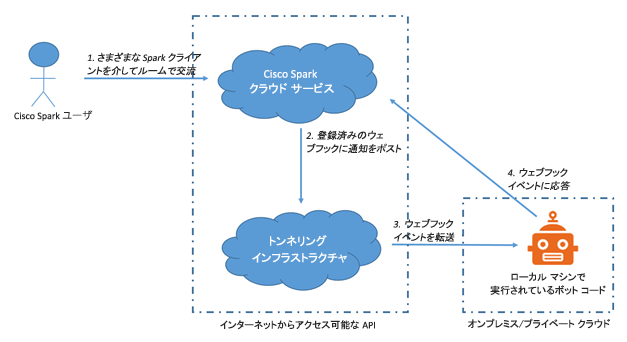 1. さまざまな Spark クライア
ントを介してルームで交流
Cisco Spark ユーザ
Cisco Spark
クラウド サービス
2. 登録済みのウェ
ブフックに通知をポスト
4. ウェブフック
イベントに応答
トンネリング
インフラストラクチャ
3. ウェブフック
イベントを転送
ローカル マシンで
実行されているボット コード
インターネットからアクセス可能な API
オンプレミス/プライベート クラウド